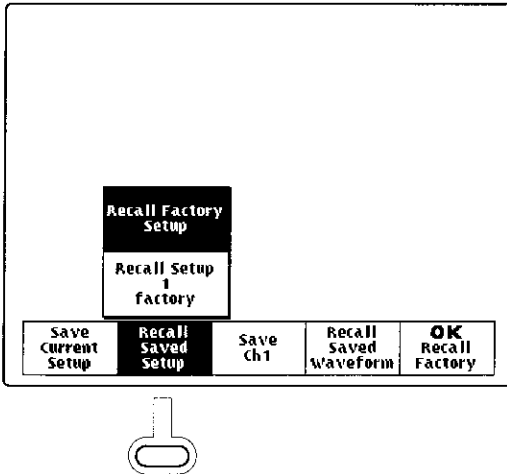 Recall Factory
Setup
Recall Setup
1
factory
Save
Current
Setup
Recall
Saved
Setup
Save
Ch1
Recall
Saved
Waveform
OK
Recall
Factory